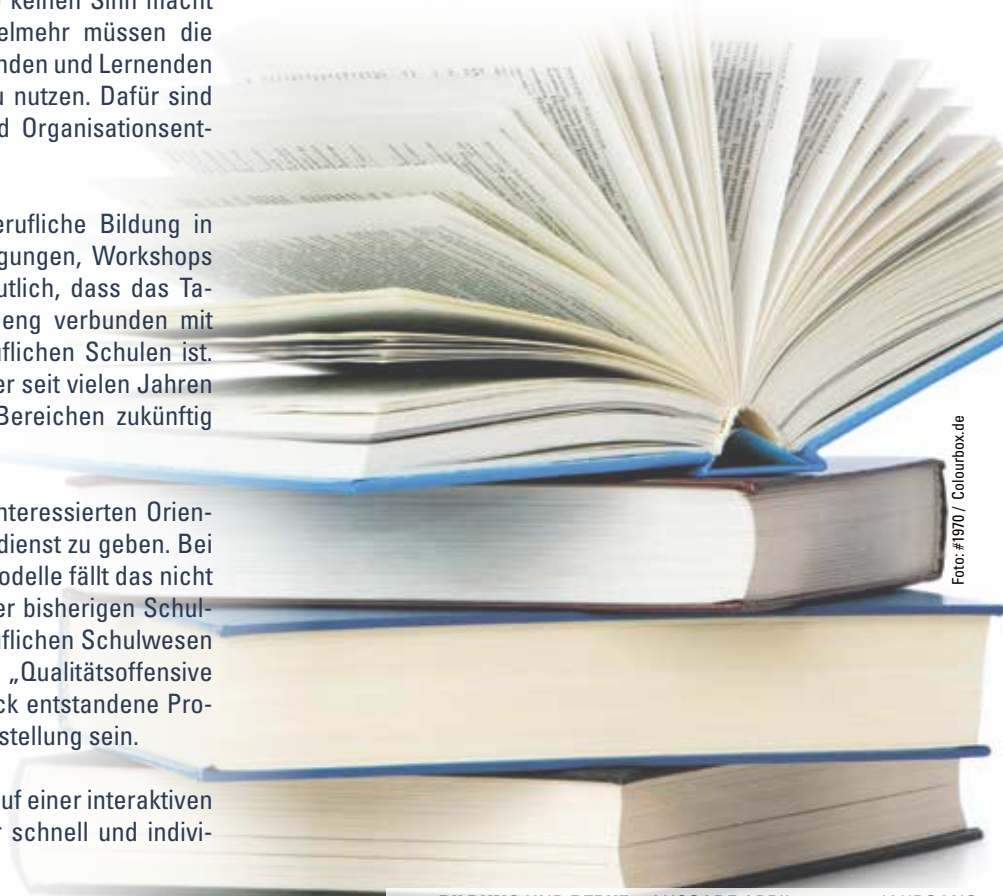 keinen Sinn macht
elmehr müssen die
nden und Lernenden
u nutzen. Dafür sind
d Organisationsent-
erufliche Bildung in
gungen, Workshops
utlich, dass das Ta-
eng verbunden mit
uflichen Schulen ist.
er seit vielen Jahren
Bereichen zukünftig
nteressierten Orien-
dienst zu geben. Bei
odelle fällt das nicht
er bisherigen Schul-
uflichen Schulwesen
„Qualitätsoffensive
ck entstandene Pro-
stellung sein.
uf einer interaktiven
r schnell und indivi-
Foto: #1970 / Colourbox.de